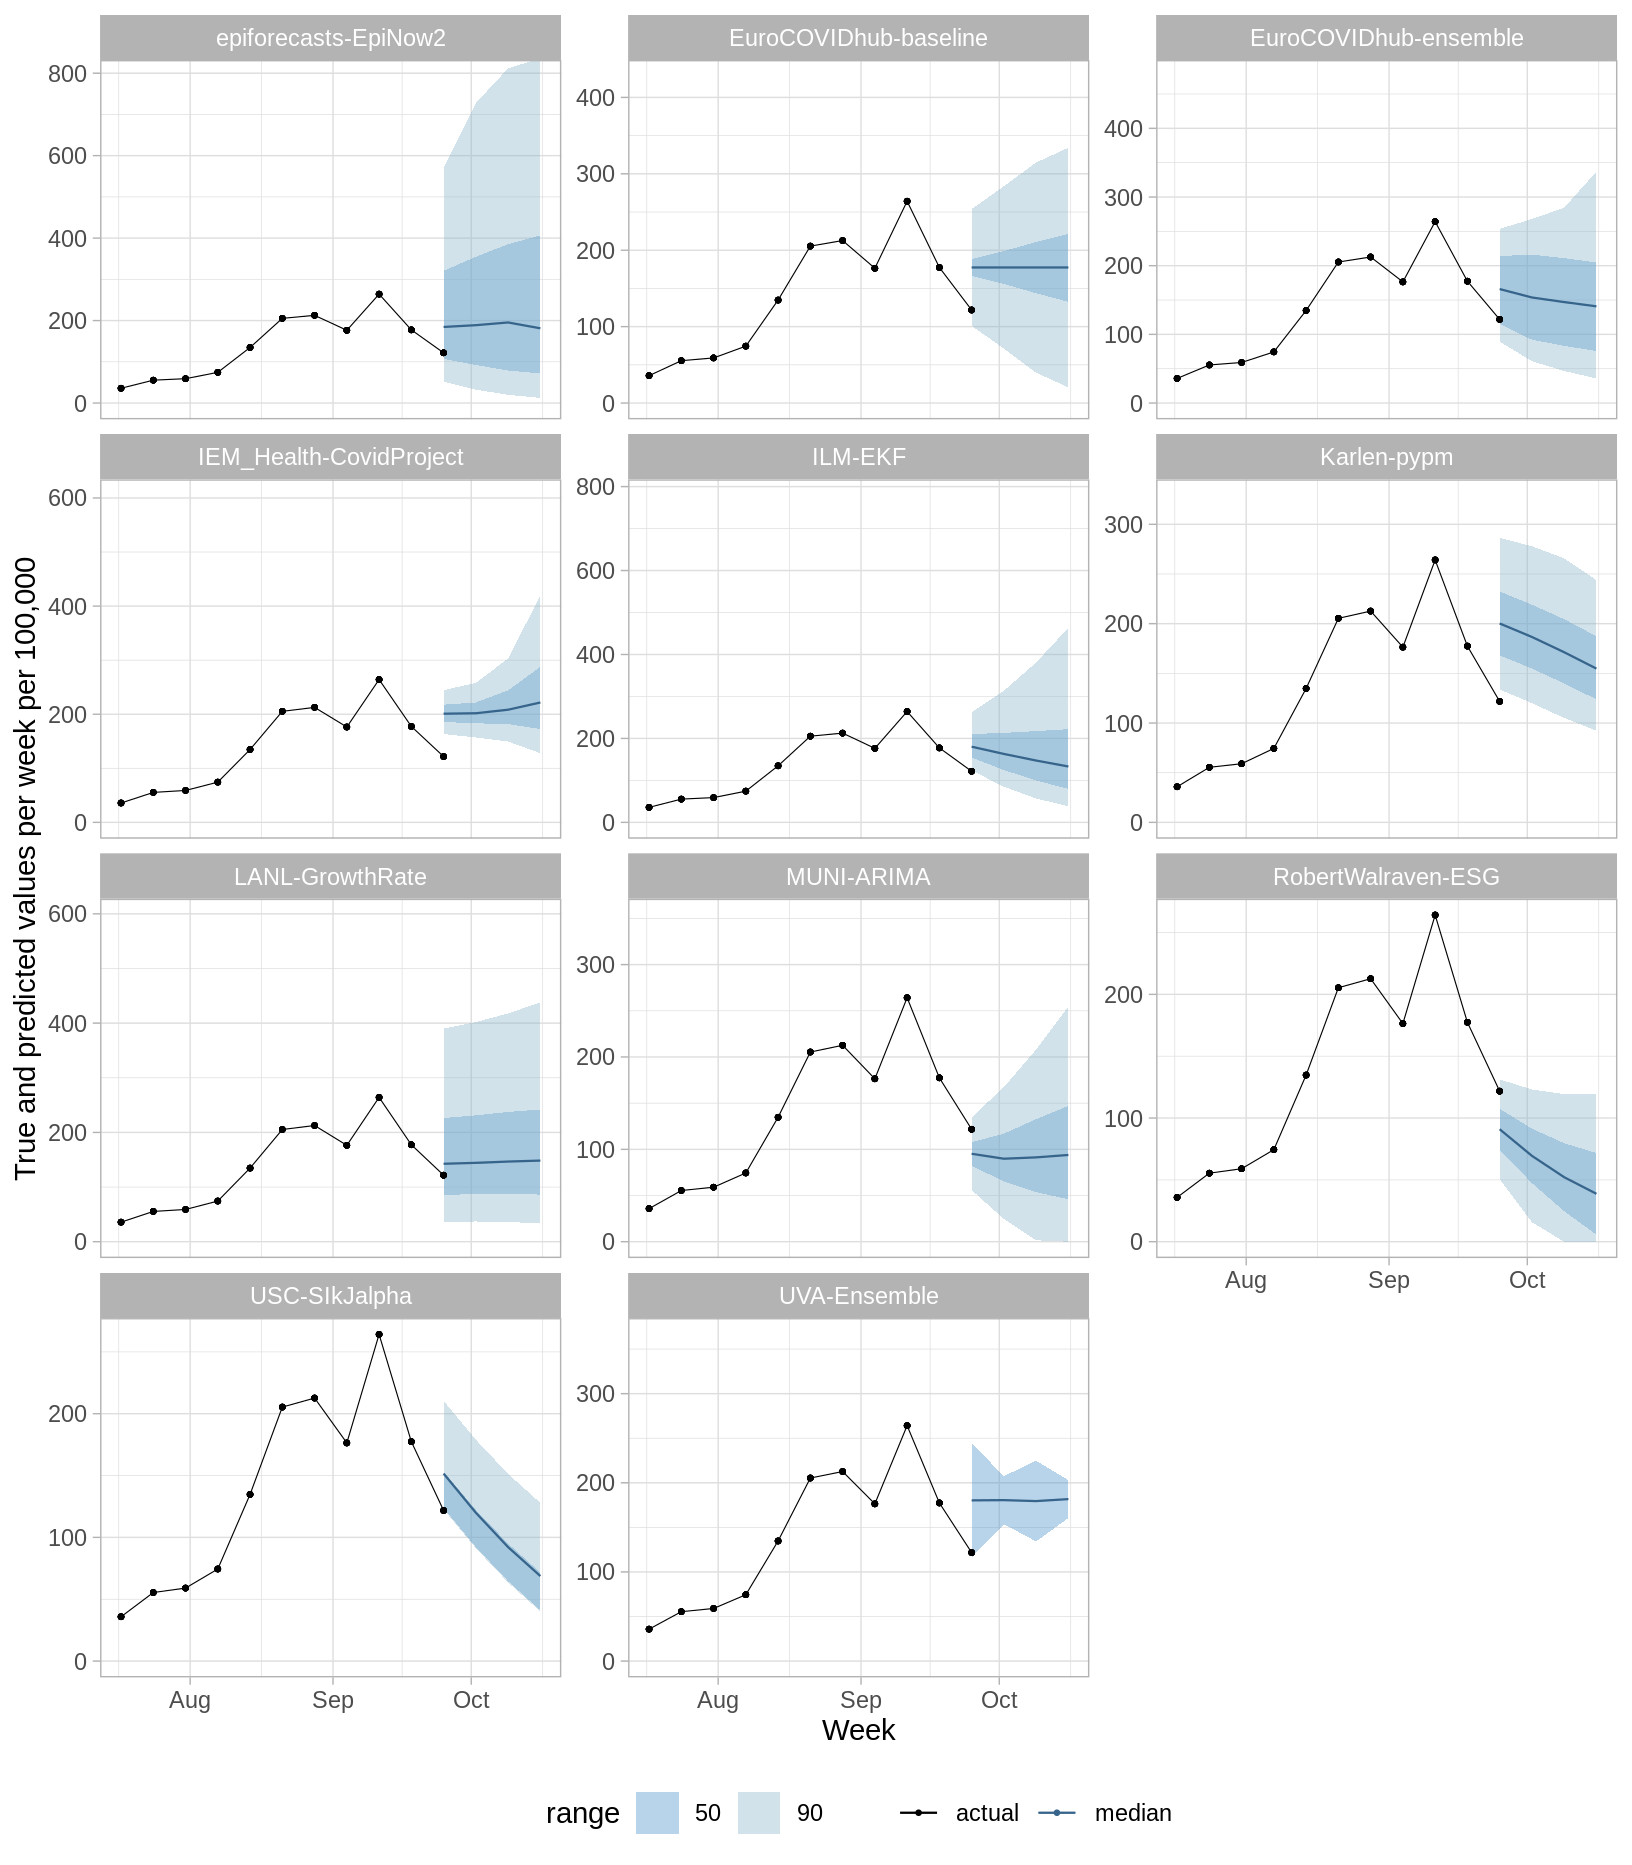 epiforecasts-EpiNow2
EuroCOVIDhub-baseline
EuroCOVIDhub-ensemble
800
600
400
200
0
400
300
200
100
0
400
300
200
100
0
IEM_Health-CovidProject
ILM-EKF
Karlen-pypm
600
400
200
0
800
600
400
200
0
300
200
100
0
True and predicted values per week per 100,000
LANL-GrowthRate
MUNI-ARIMA
RobertWalraven-ESG
600
400
200
0
300
200
100
0
200
100
0
Aug Sep Oct
USC-SIkJalpha
UVA-Ensemble
200
100
0
300
200
100
0
Aug Sep Oct
Aug Sep Oct
Week
range 50 90 actual median